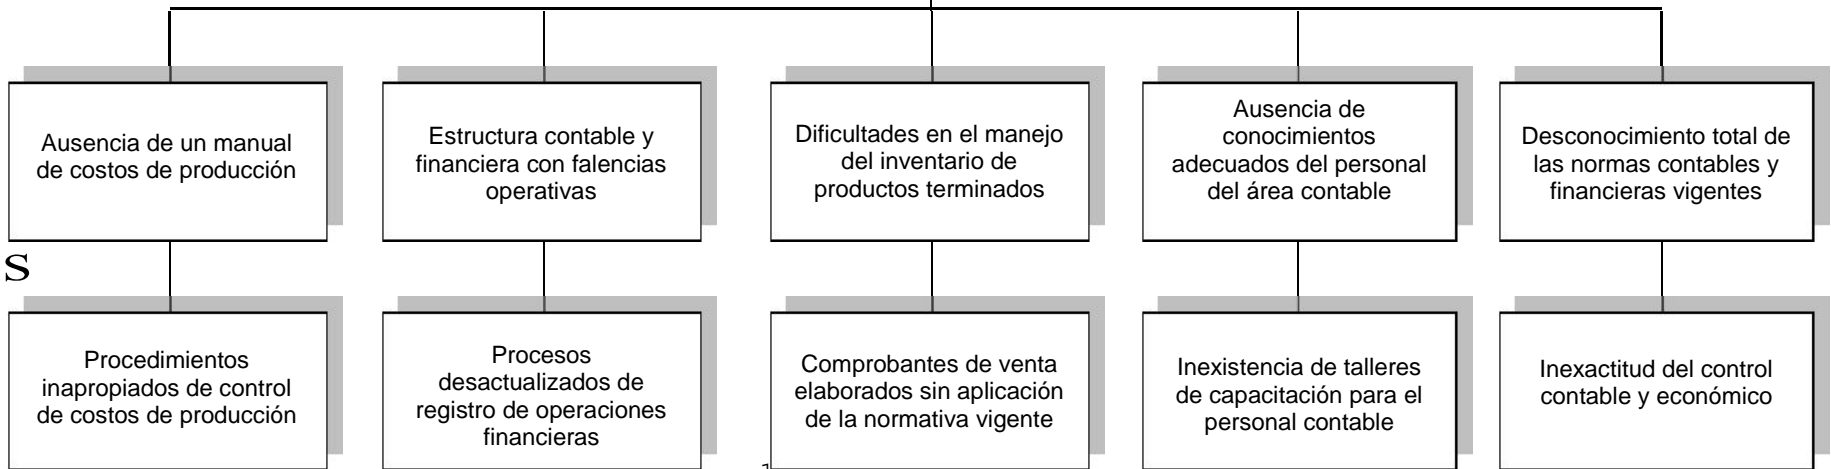 Ausencia de un manual
de costos de producción
Estructura contable y
financiera con falencias
operativas
Dificultades en el manejo
del inventario de
productos terminados
Ausencia de
conocimientos
adecuados del personal
del área contable
Desconocimiento total de
las normas contables y
financieras vigentes
S
Procedimientos
inapropiados de control
de costos de producción
Procesos
desactualizados de
registro de operaciones
financieras
Comprobantes de venta
elaborados sin aplicación
de la normativa vigente
Inexistencia de talleres
de capacitación para el
personal contable
Inexactitud del control
contable y económico